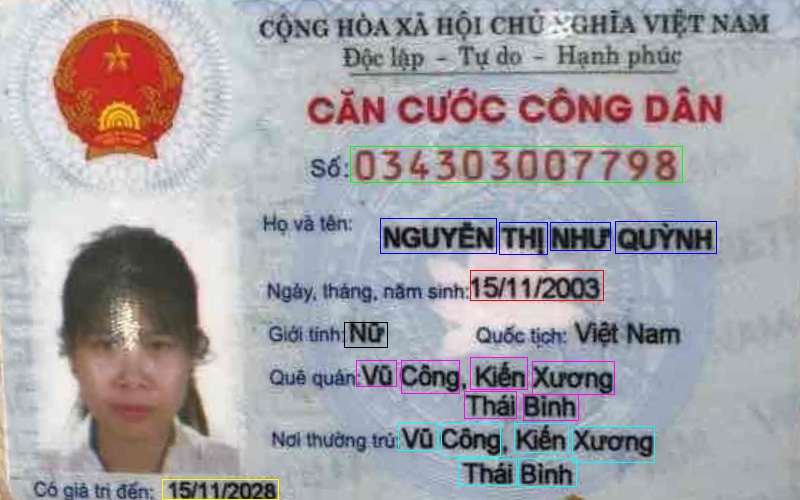 CỘNG HÒA XÃ HỘI CHỦ NGHĨA VIỆT NAM
Độc lập - Tự do - Hạnh phúc
CĂN CƯỚC CÔNG DÂN
Số: 034303007798
Họ và tên: NGUYỄN THỊ NHƯ QUỲNH
Ngày, tháng, năm sinh: 15/11/2003
Giới tính: Nữ Quốc tịch: Việt Nam
Quê quán: Vũ Công, Kiến Xương
Thái Bình
Nơi thường trú: Vũ Công, Kiến Xương
Thái Bình
Có giá trị đến: 15/11/2028